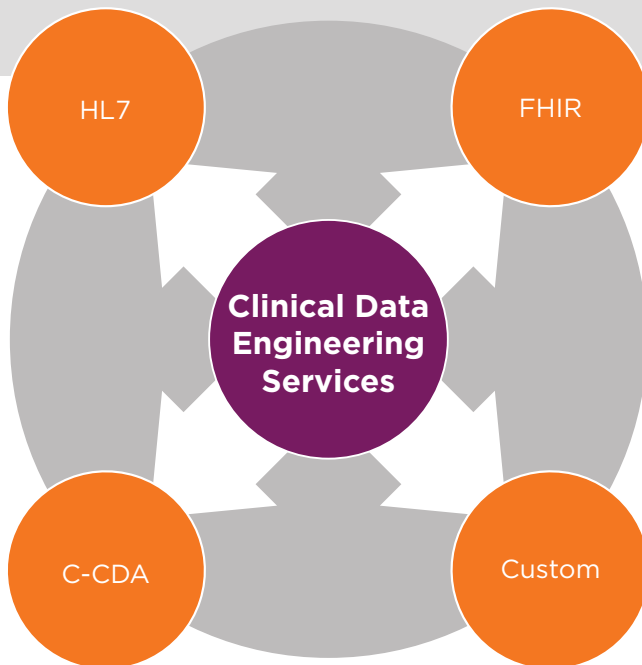 HL7
FHIR
Clinical Data
Engineering
Services
C-CDA
Custom